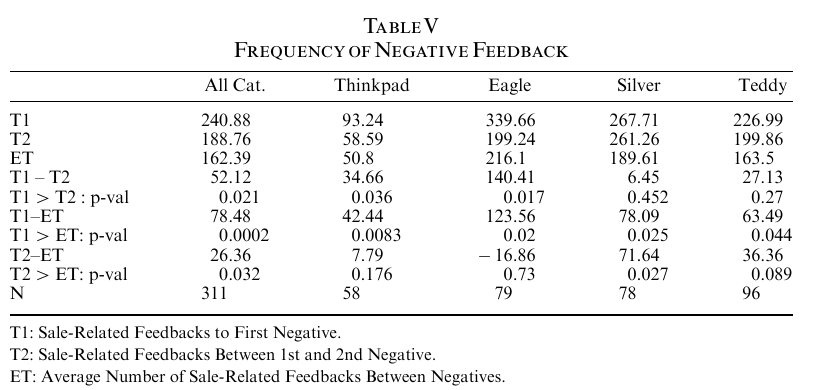 TABLE V
FREQUENCY OF NEGATIVE FEEDBACK
All Cat. Thinkpad Eagle Silver Teddy
T1 240.88 93.24 339.66 267.71 226.99
T2 188.76 58.59 199.24 261.26 199.86
ET 162.39 50.8 216.1 189.61 163.5
T1 – T2 52.12 34.66 140.41 6.45 27.13
T1 > T2 : p-val 0.021 0.036 0.017 0.452 0.27
T1–ET 78.48 42.44 123.56 78.09 63.49
T1 > ET: p-val 0.0002 0.0083 0.02 0.025 0.044
T2–ET 26.36 7.79 – 16.86 71.64 36.36
T2 > ET: p-val 0.032 0.176 0.73 0.027 0.089
N 311 58 79 78 96
T1: Sale-Related Feedbacks to First Negative.
T2: Sale-Related Feedbacks Between 1st and 2nd Negative.
ET: Average Number of Sale-Related Feedbacks Between Negatives.